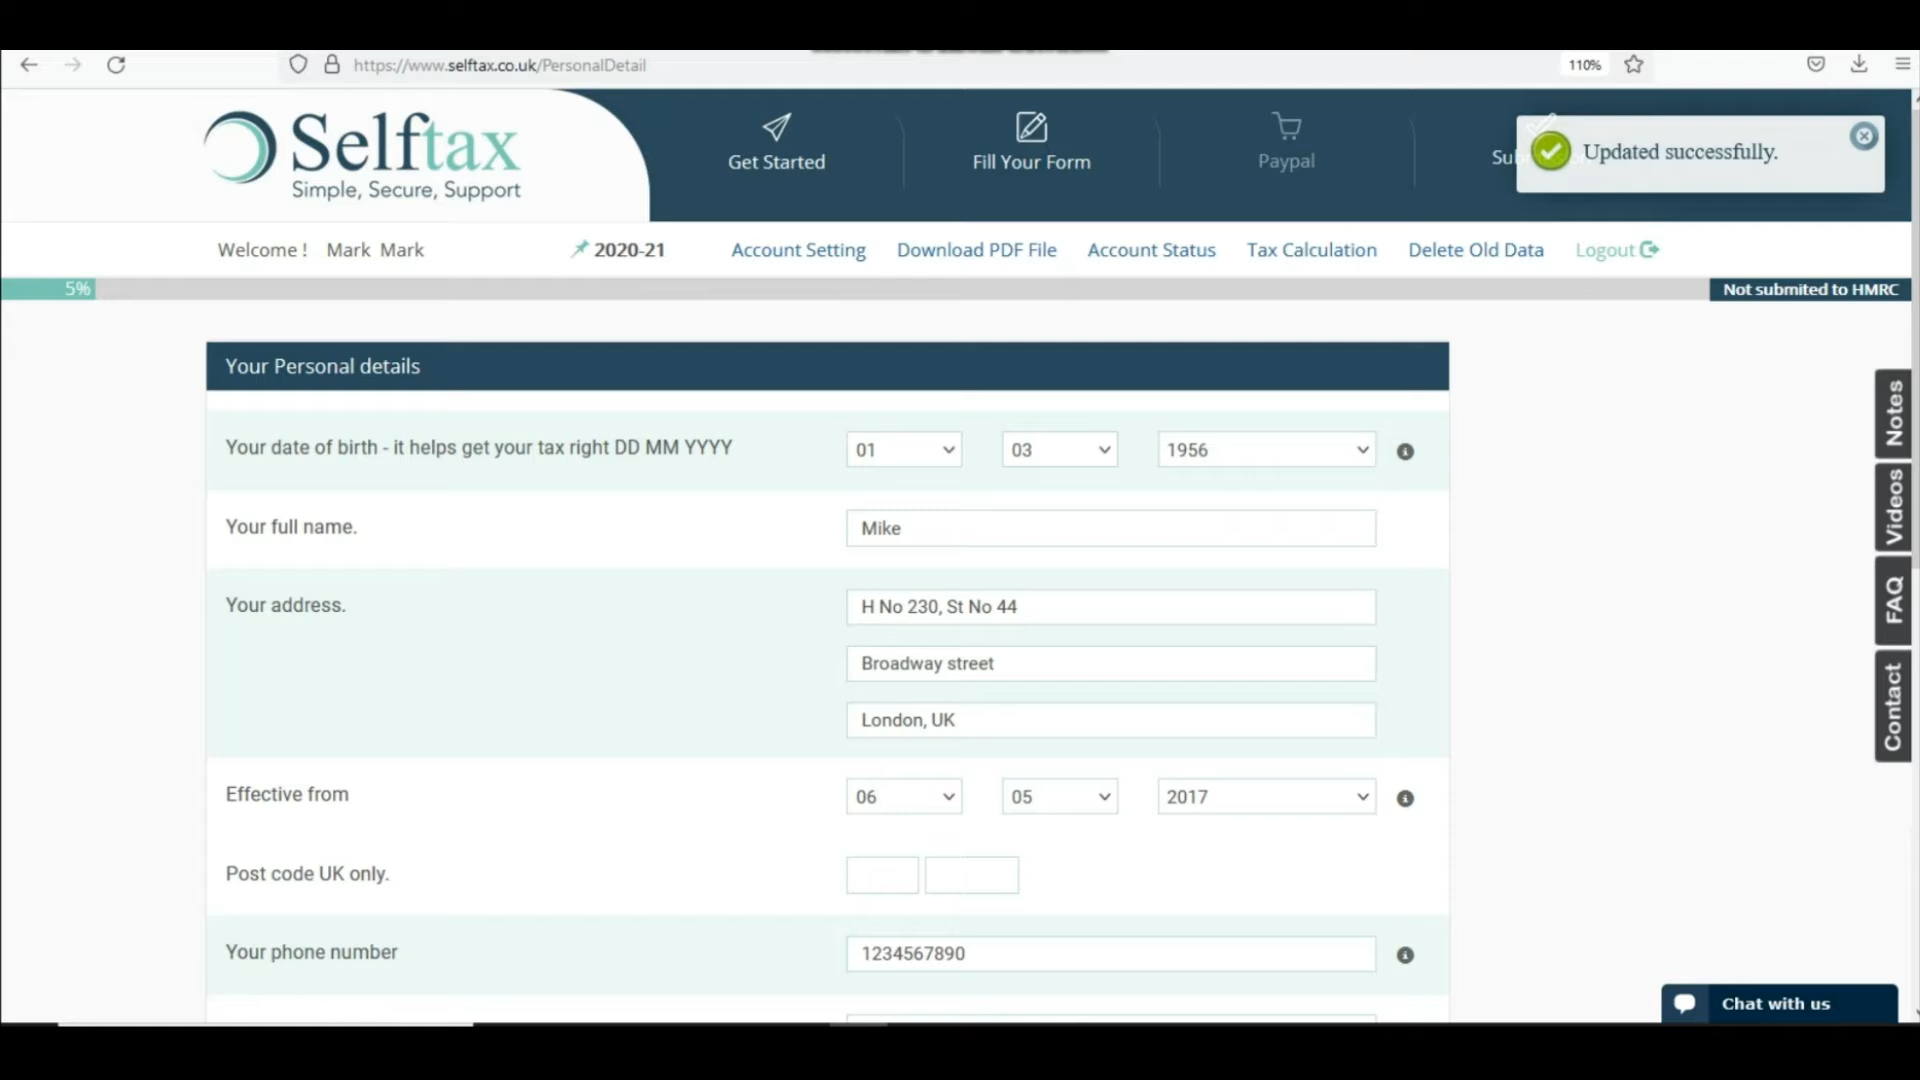 https://www.selftax.co.uk/PersonalDetail
110%
Selftax
Simple, Secure, Support
Get Started
Fill Your Form
Paypal
Updated successfully.
Welcome ! Mark Mark
2020-21
Account Setting
Download PDF File
Account Status
Tax Calculation
Delete Old Data
Logout
5%
Not submited to HMRC
Your Personal details
Your date of birth - it helps get your tax right DD MM YYYY
01
03
1956
Your full name.
Mike
Your address.
H No 230, St No 44
Broadway street
London, UK
Effective from
06
05
2017
Post code UK only.
Your phone number
1234567890
Notes
Videos
FAQ
Contact
Chat with us